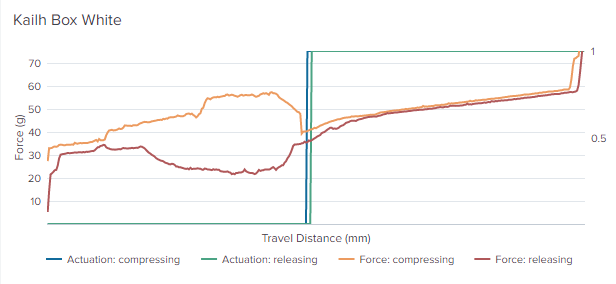 Kailh Box White
70
60
50
40
30
20
10
Force (g)
1
0.5
Travel Distance (mm)
Actuation: compressing
Actuation: releasing
Force: compressing
Force: releasing